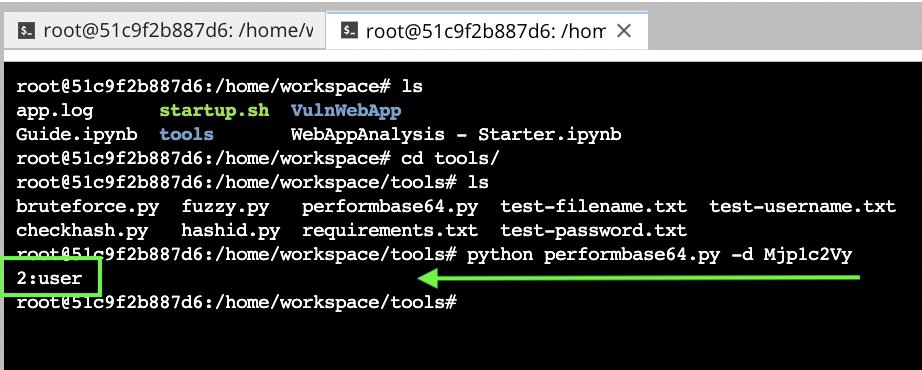 root@51c9f2b887d6: /home/w
root@51c9f2b887d6: /hom
root@51c9f2b887d6:/home/workspace# ls
app.log startup.sh VulnWebApp
Guide.ipynb tools WebAppAnalysis - Starter.ipynb
root@51c9f2b887d6:/home/workspace# cd tools/
root@51c9f2b887d6:/home/workspace/tools# ls
bruteforce.py fuzzy.py performbase64.py test-filename.txt test-username.txt
checkhash.py hashid.py requirements.txt test-password.txt
root@51c9f2b887d6:/home/workspace/tools# python performbase64.py -d Mjp1c2Vy
2:user
root@51c9f2b887d6:/home/workspace/tools#